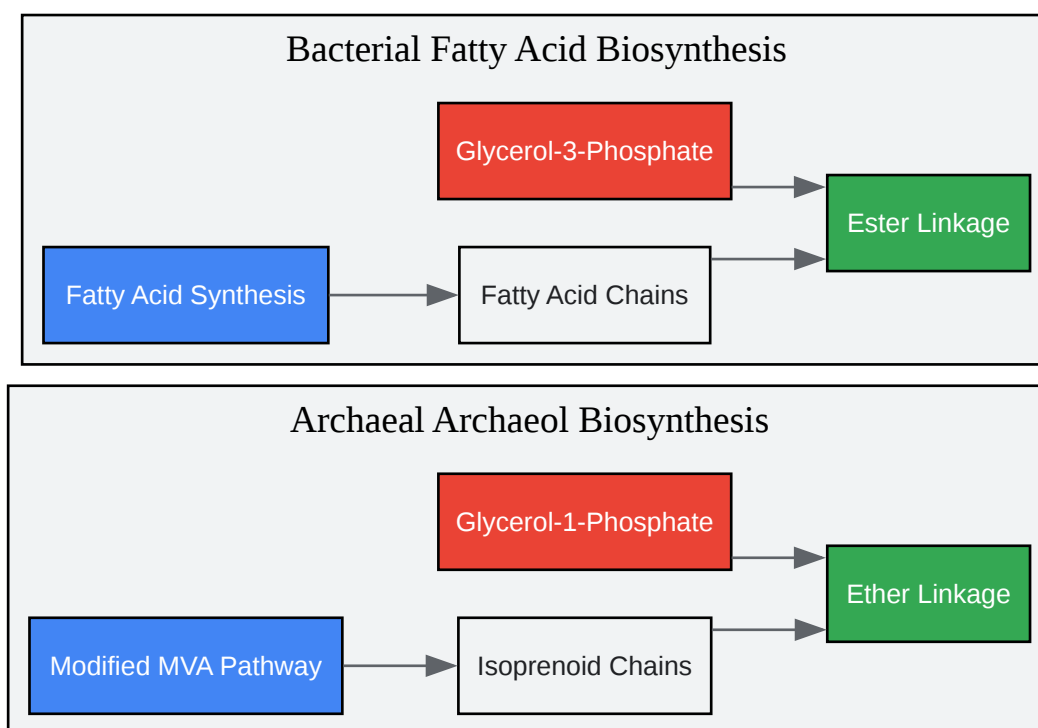 Bacterial Fatty Acid Biosynthesis
Glycerol-3-Phosphate
Ester Linkage
Fatty Acid Synthesis
Fatty Acid Chains
Archaeal Archaeol Biosynthesis
Glycerol-1-Phosphate
Ether Linkage
Modified MVA Pathway
Isoprenoid Chains